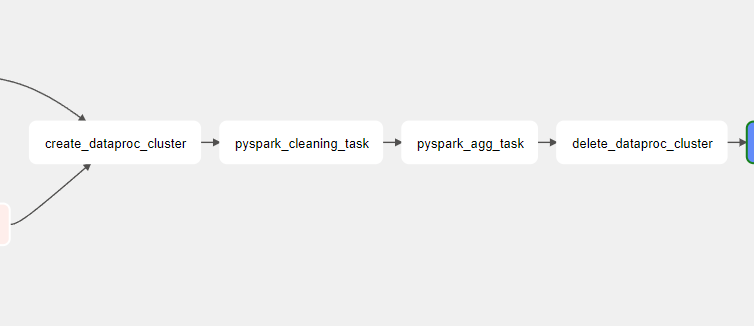 create_dataproc_cluster
pyspark_cleaning_task
pyspark_agg_task
delete_dataproc_cluster